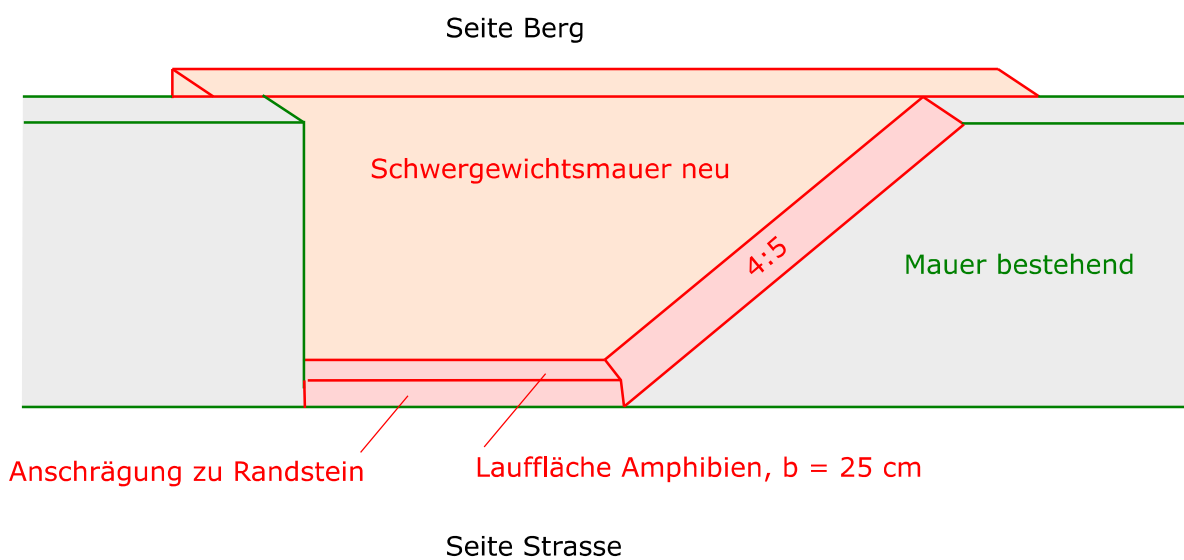 Seite Berg
Schwergewichtsmauer neu
4:5
Mauer bestehend
Anschrägung zu Randstein
Lauffläche Amphibien, b = 25 cm
Seite Strasse